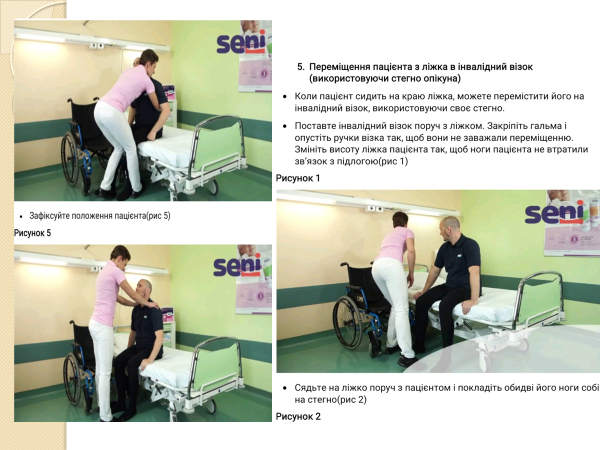 seni
Зафіксуйте положення пацієнта(рис 5)
Рисунок 5
seni
5. Переміщення пацієнта з ліжка в інвалідний візок
(використовуючи стегно опікуна)
Коли пацієнт сидить на краю ліжка, можете перемістити його на
інвалідний візок, використовуючи своє стегно.
Поставте інвалідний візок поруч з ліжком. Закріпіть гальма і
опустіть ручки візка так, щоб вони не заважали переміщенню.
Змініть висоту ліжка пацієнта так, щоб ноги пацієнта не втратили
зв'язок з підлогою(рис 1)
Рисунок 1
seni
Сядьте на ліжко поруч з пацієнтом і покладіть обидві його ноги собі
на стегно(рис 2)
Рисунок 2